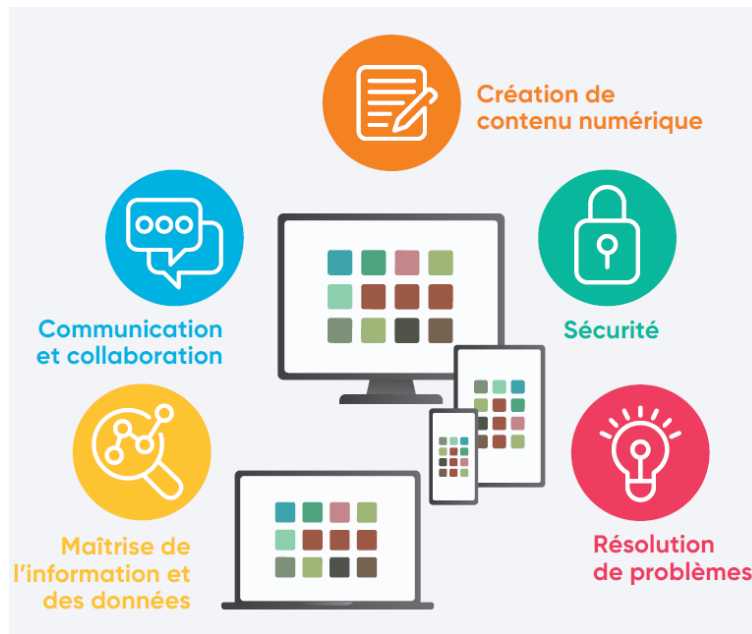 Création de
contenu numérique
Communication
et collaboration
Sécurité
Maîtrise de
l'information et
des données
Résolution
de problèmes